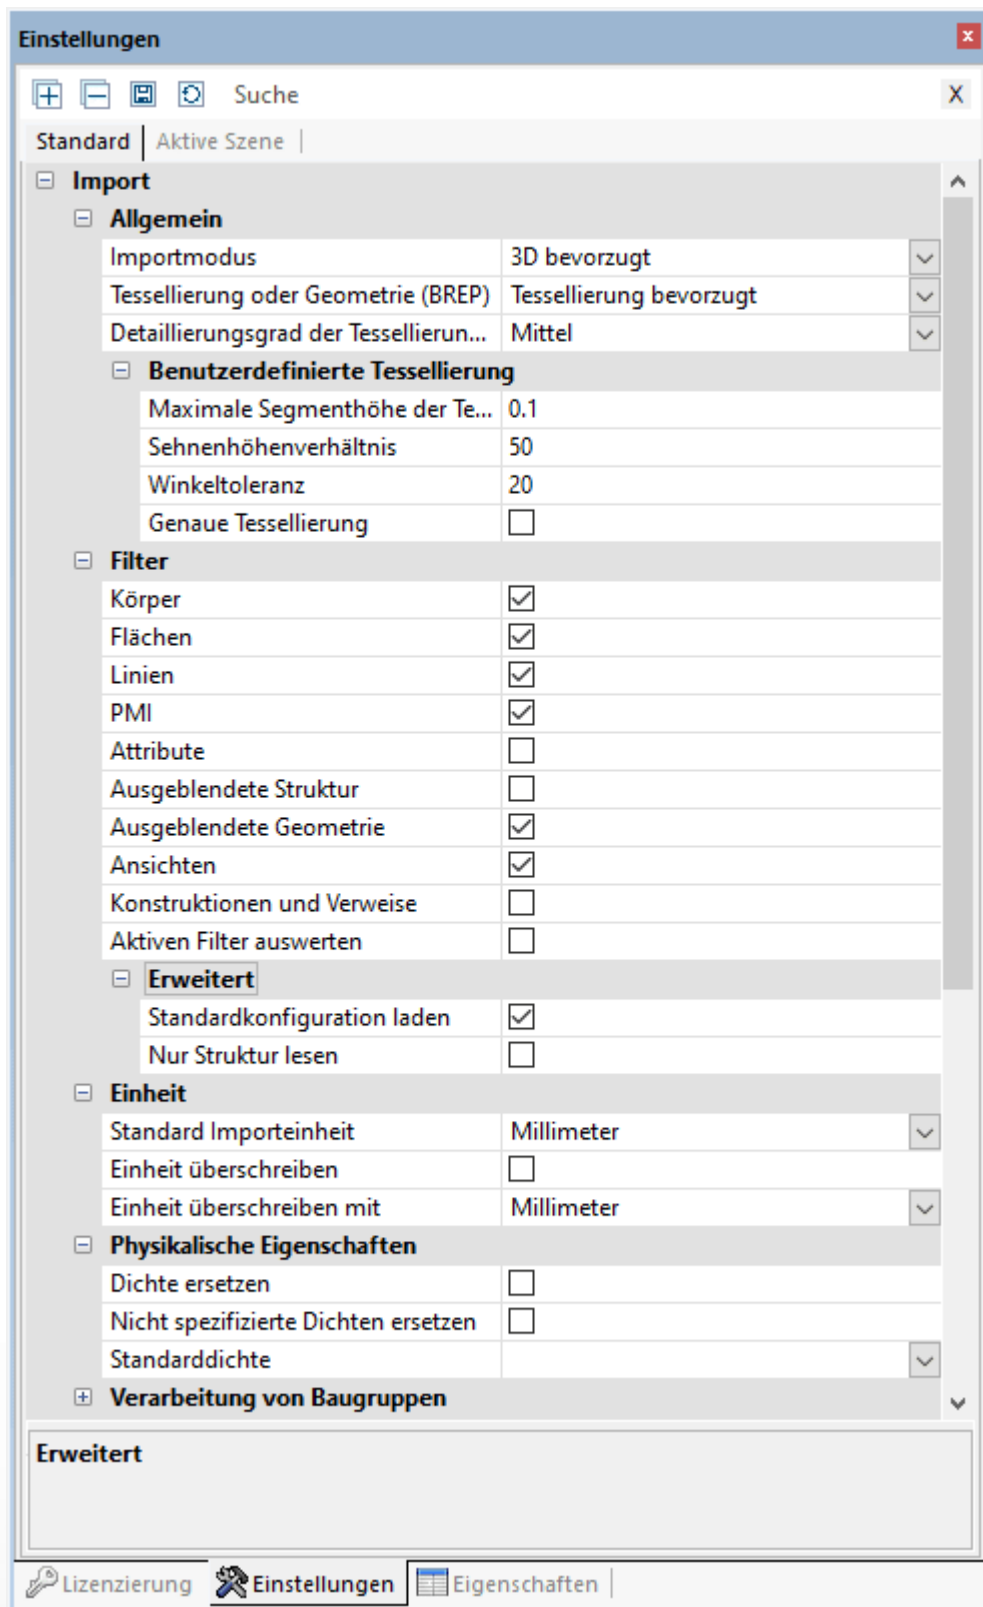 Einstellungen
Suche X
Standard Aktive Szene
Import
Allgemein
Importmodus 3D bevorzugt
Tessellierung oder Geometrie (BREP) Tessellierung bevorzugt
Detaillierungsgrad der Tessellierun... Mittel
Benutzerdefinierte Tessellierung
Maximale Segmenthöhe der Te... 0.1
Sehnenhöhenverhältnis 50
Winkeltoleranz 20
Genaue Tessellierung
Filter
Körper
Flächen
Linien
PMI
Attribute
Ausgeblendete Struktur
Ausgeblendete Geometrie
Ansichten
Konstruktionen und Verweise
Aktiven Filter auswerten
Erweitert
Standardkonfiguration laden
Nur Struktur lesen
Einheit
Standard Importeinheit Millimeter
Einheit überschreiben
Einheit überschreiben mit Millimeter
Physikalische Eigenschaften
Dichte ersetzen
Nicht spezifizierte Dichten ersetzen
Standarddichte
Verarbeitung von Baugruppen
Erweitert
Lizenzierung Einstellungen Eigenschaften